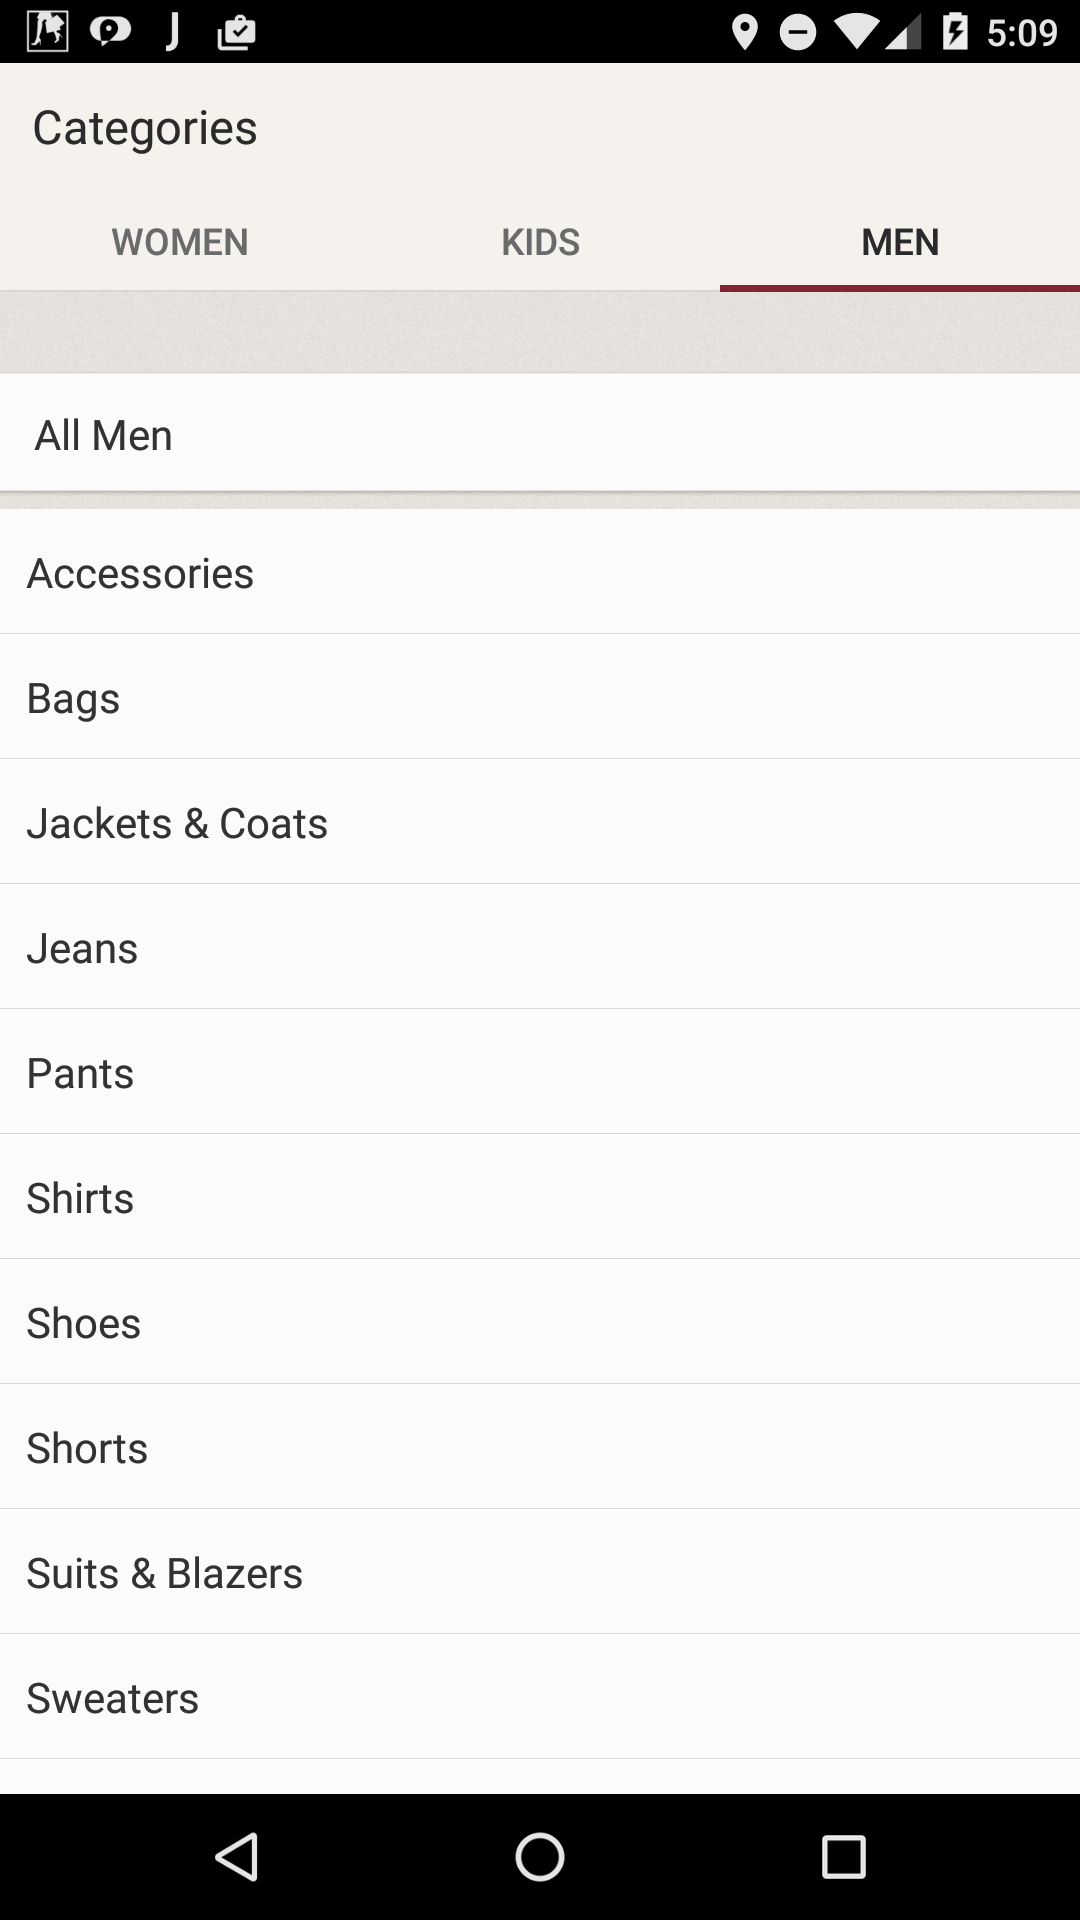 5:09
Categories
WOMEN KIDS MEN
All Men
Accessories
Bags
Jackets & Coats
Jeans
Pants
Shirts
Shoes
Shorts
Suits & Blazers
Sweaters